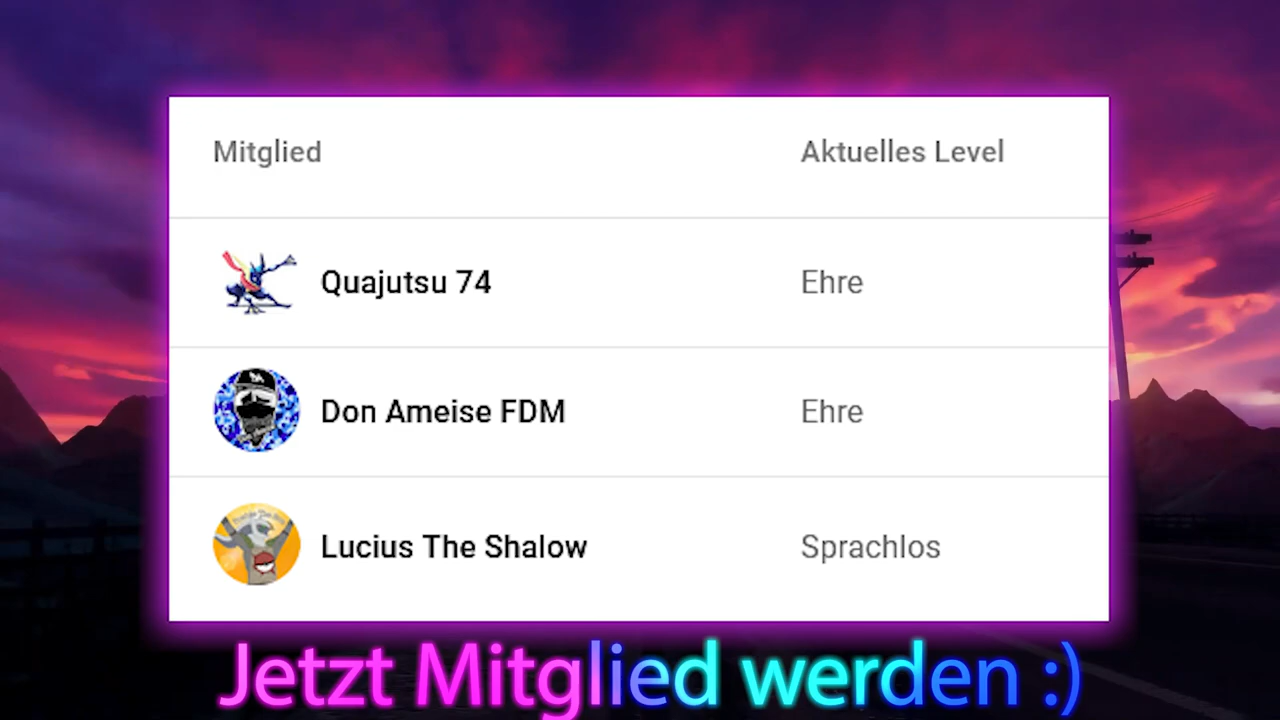 Mitglied Aktuelles Level
Quajutsu 74 Ehre
Don Ameise FDM Ehre
Lucius The Shalow Sprachlos
Jetzt Mitglied werden :)